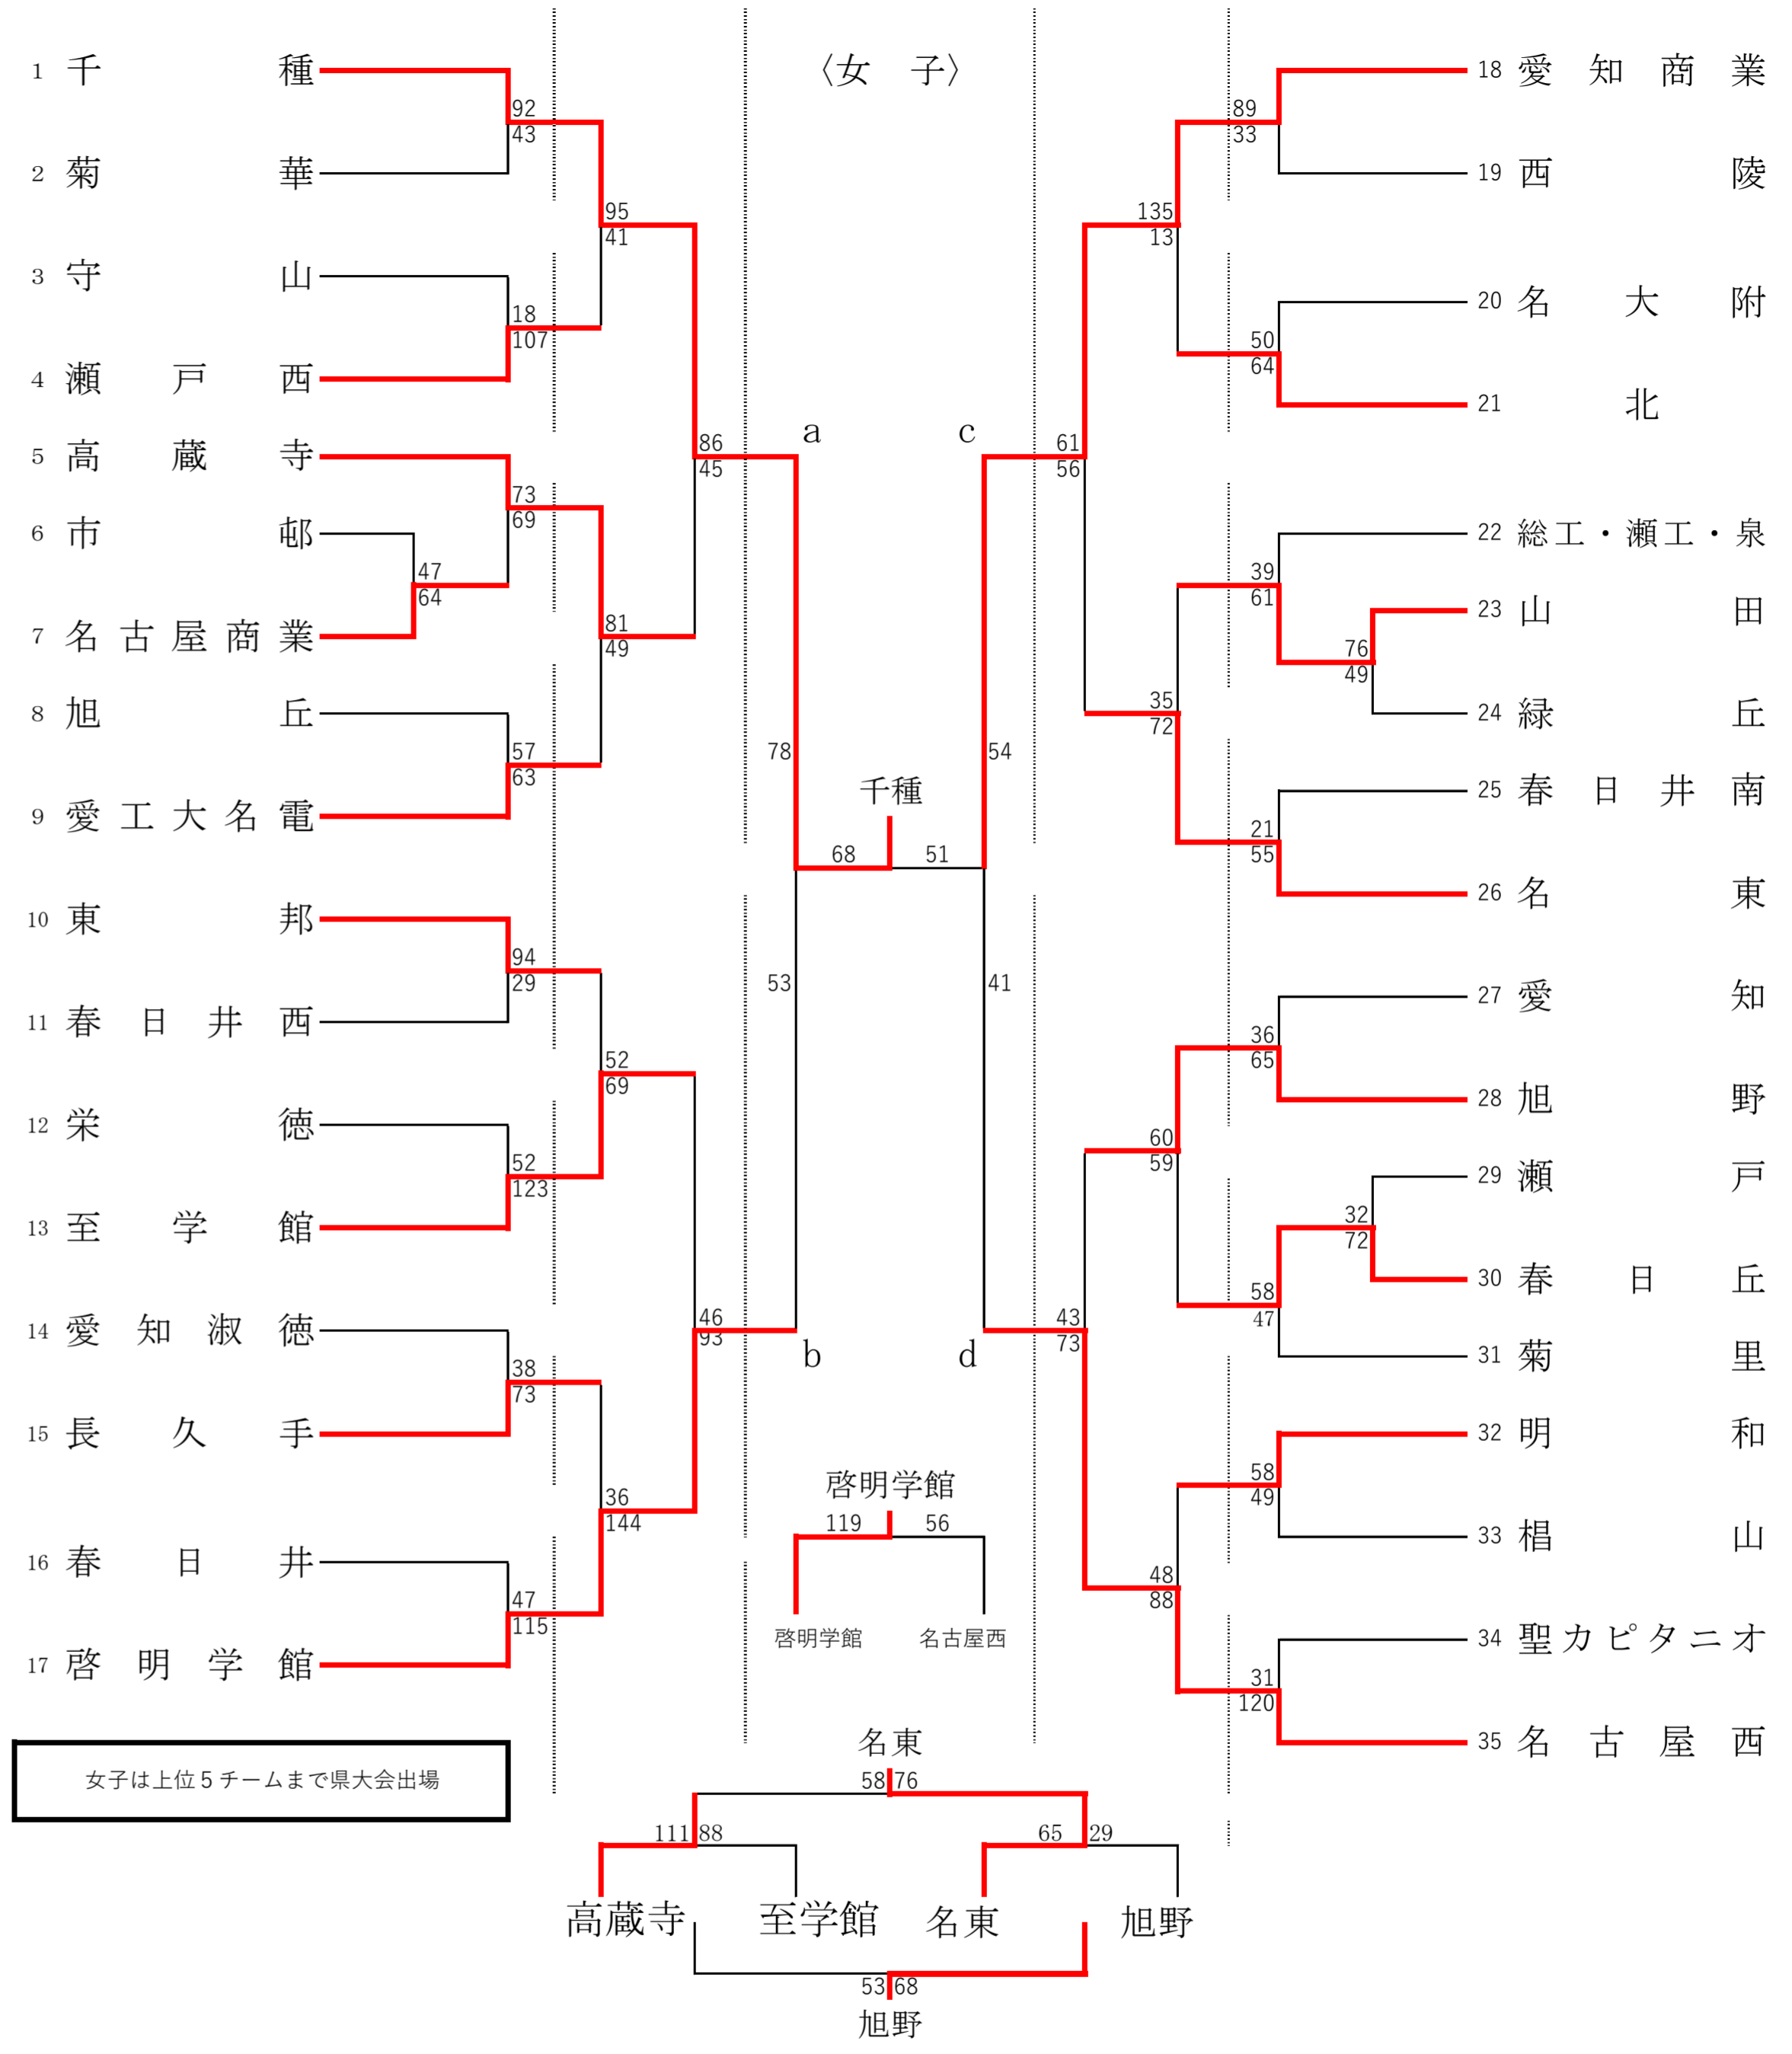 〈女　子〉
1 千種
2 菊華
3 守山
4 瀬戸西
5 高蔵寺
6 市邨
7 名古屋商業
8 旭丘
9 愛工大名電
10 東邦
11 春日井西
12 栄徳
13 至学館
14 愛知淑徳
15 長久手
16 春日井
17 啓明学館
92
43
18
107
73
69
47
64
57
63
94
29
52
123
38
73
47
115
95
41
81
49
52
69
36
144
86
45
46
93
a
b
78
53
千種
68 51
c
d
54
41
61
56
43
73
135
13
35
72
60
59
48
88
89
33
50
64
39
61
76
49
21
55
36
65
32
72
58
47
58
49
31
120
18 愛知商業
19 西陵
20 名大附
21 北
22 総工・瀬工・泉
23 山田
24 緑丘
25 春日井南
26 名東
27 愛知
28 旭野
29 瀬戸
30 春日丘
31 菊里
32 明和
33 椙山
34 聖カピタニオ
35 名古屋西
啓明学館
119 56
啓明学館 名古屋西
女子は上位5チームまで県大会出場
名東
58 76
111 88 65 29
高蔵寺 至学館 名東 旭野
53 68
旭野